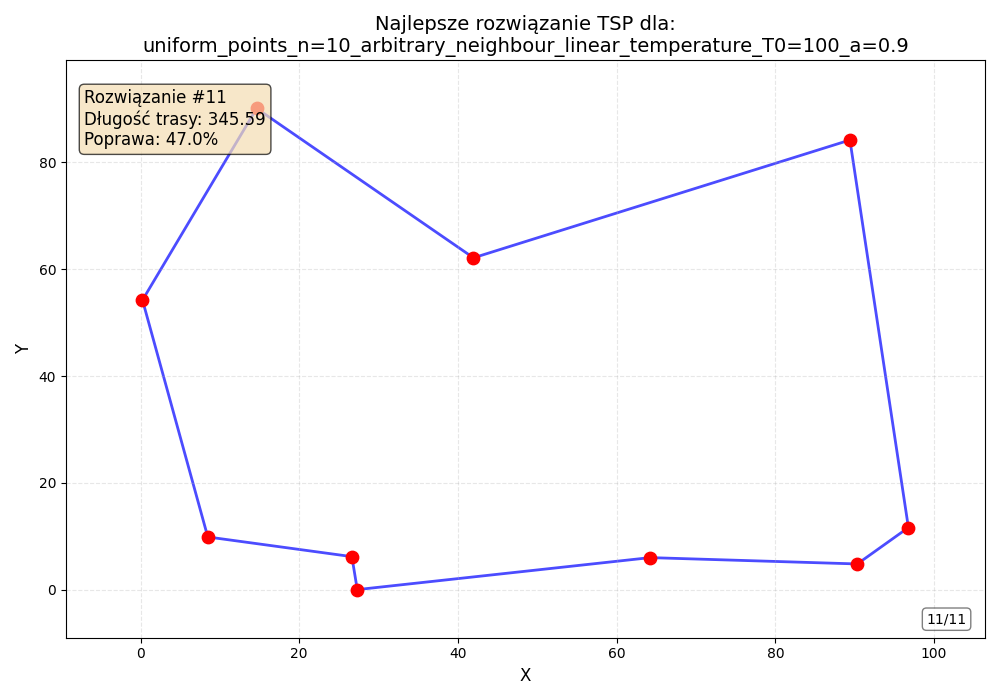 Najlepsze rozwiązanie TSP dla:
uniform_points_n=10_arbitrary_neighbour_linear_temperature_T0=100_a=0.9
Rozwiązanie #11
Długość trasy: 345.59
Poprawa: 47.0%
80
60
40
20
0
Y
11/11
0
20
40
60
80
100
X